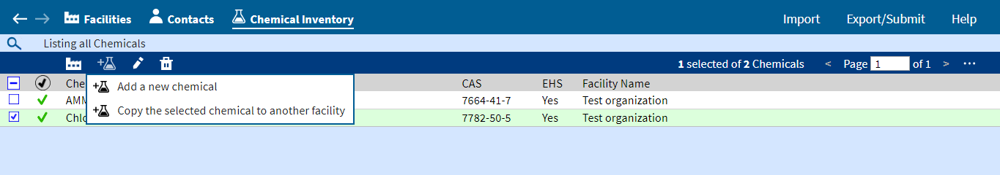 Facilities Contacts Chemical Inventory Import Export/Submit Help
Listing all Chemicals
1 selected of 2 Chemicals < Page 1 of 1 > ...
Che CAS EHS Facility Name
Add a new chemical
AMM 7664-41-7 Yes Test organization
Copy the selected chemical to another facility
Chlo 7782-50-5 Yes Test organization